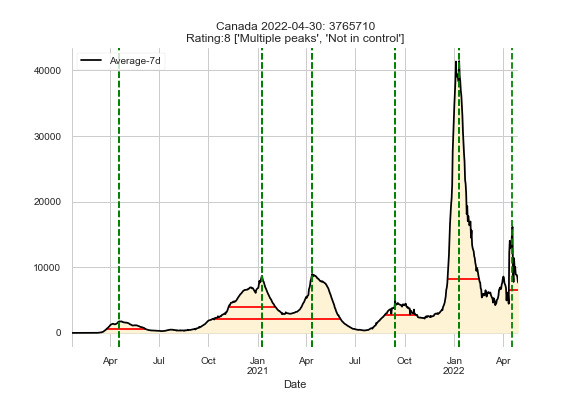 Canada 2022-04-30: 3765710
Rating:8 ['Multiple peaks', 'Not in control']
Average-7d
40000
30000
20000
10000
0
Apr Jul Oct Jan Apr Jul Oct Jan Apr
2021 2022
Date